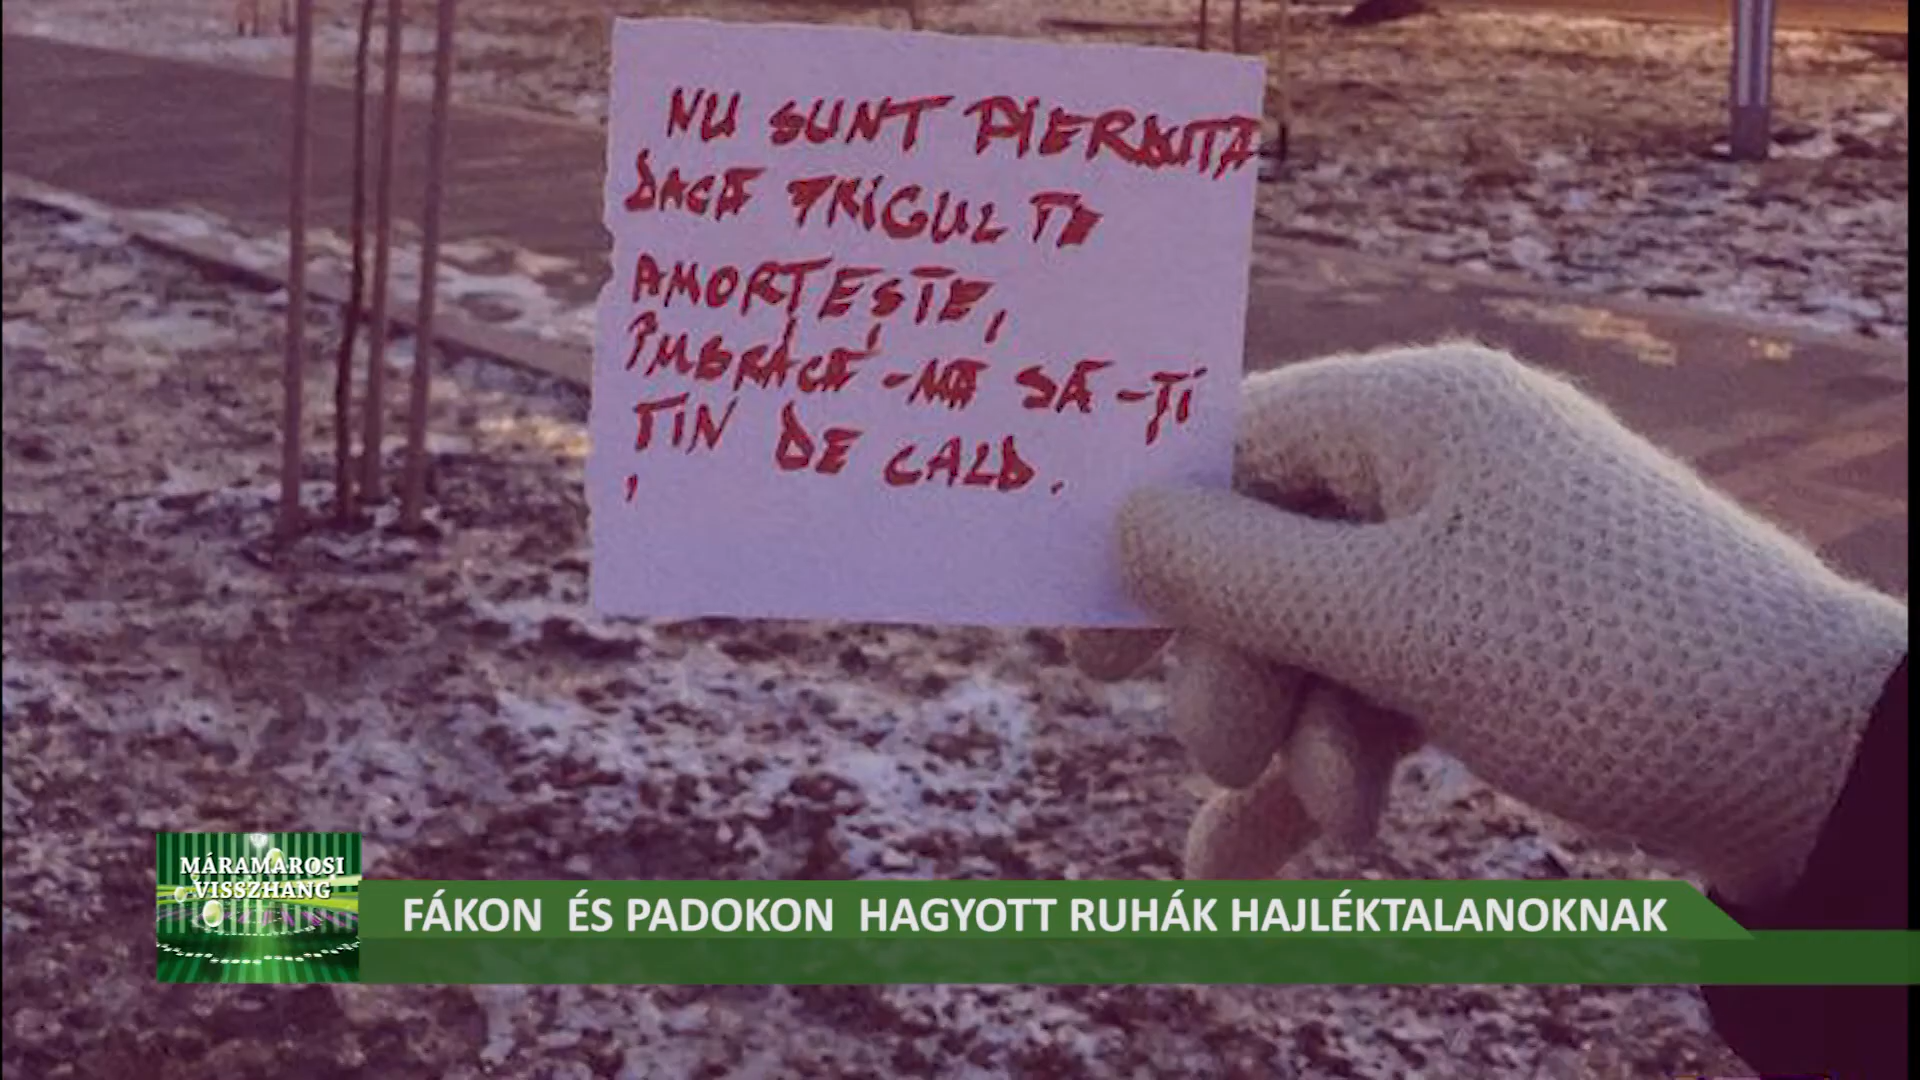 NU SUNT PIERDUTĂ
DACĂ FRIGUL TE
AMORȚEȘTE,
ÎMBRACĂ-MĂ SĂ-ȚI
ȚIN DE CALD.
MÁRAMAROSI
VISSZHANG
FÁKON ÉS PADOKON HAGYOTT RUHÁK HAJLÉKTALANOKNAK